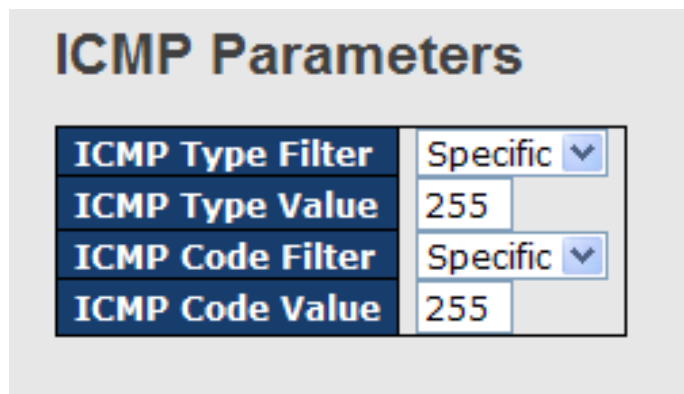 ICMP Parameters
ICMP Type Filter Specific
ICMP Type Value 255
ICMP Code Filter Specific
ICMP Code Value 255